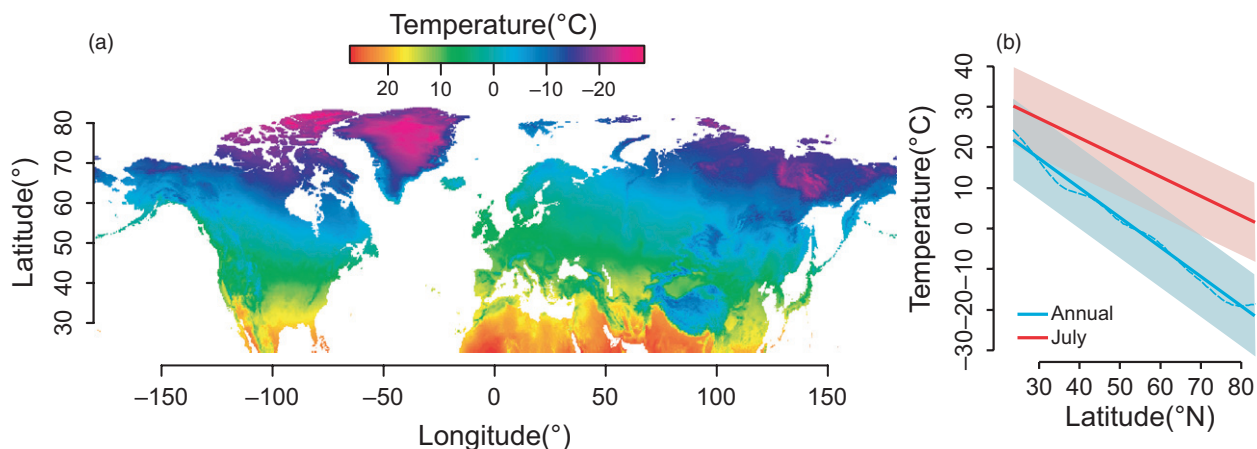 (a)
Temperature(°C)
20 10 0 −10 −20
Latitude(°)
80
70
60
50
40
30
−150 −100 −50 0 50 100 150
Longitude(°)
(b)
Temperature(°C)
40
30
20
10
0
−10
−20
−30
Annual
July
30 40 50 60 70 80
Latitude(°N)